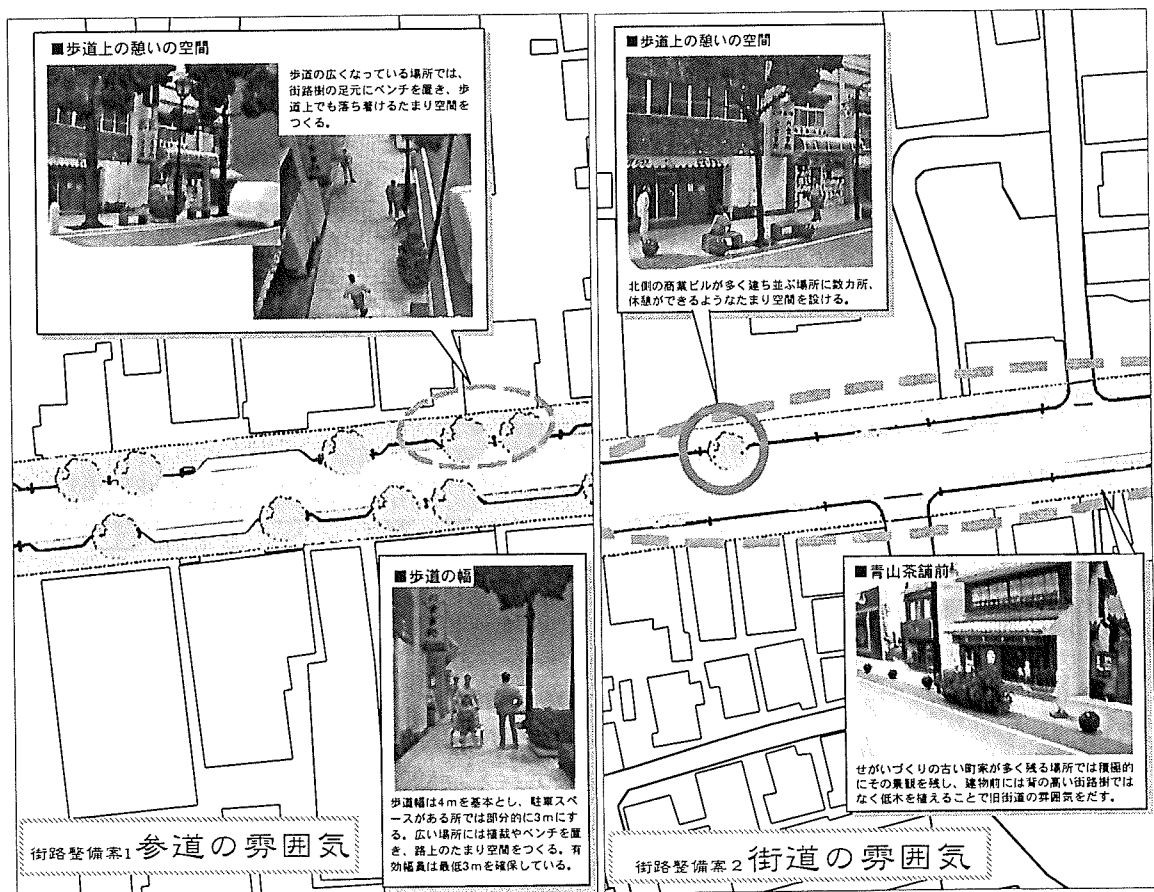 ■歩道上の憩いの空間
歩道の広くなっている場所では、
街路樹の足元にベンチを置き、歩
道上でも落ち着けるたまり空間を
つくる。
■歩道の幅
歩道幅は4mを基本とし、駐車スペ
ースがある所では部分的に3mにす
る。広い場所には植栽やベンチを置
き、路上のたまり空間をつくる。有
効幅員は最低3mを確保している。
街路整備案1 参道の雰囲気
■歩道上の憩いの空間
北側の商業ビルが多く建ち並ぶ場所に数カ所、
休憩ができるようなたまり空間を設ける。
■青山茶舗前
せがいづくりの古い町家が多く残る場所では積極的
にその景観を残し、建物前には背の高い街路樹では
なく低木を植えることで旧街道の雰囲気をだす。
街路整備案2 街道の雰囲気